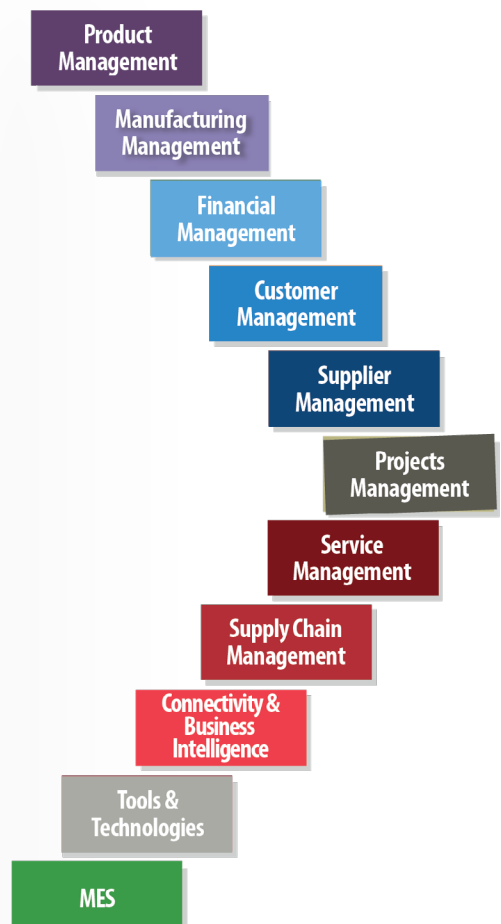 Product
Management
Manufacturing
Management
Financial
Management
Customer
Management
Supplier
Management
Projects
Management
Service
Management
Supply Chain
Management
Connectivity &
Business
Intelligence
Tools &
Technologies
MES